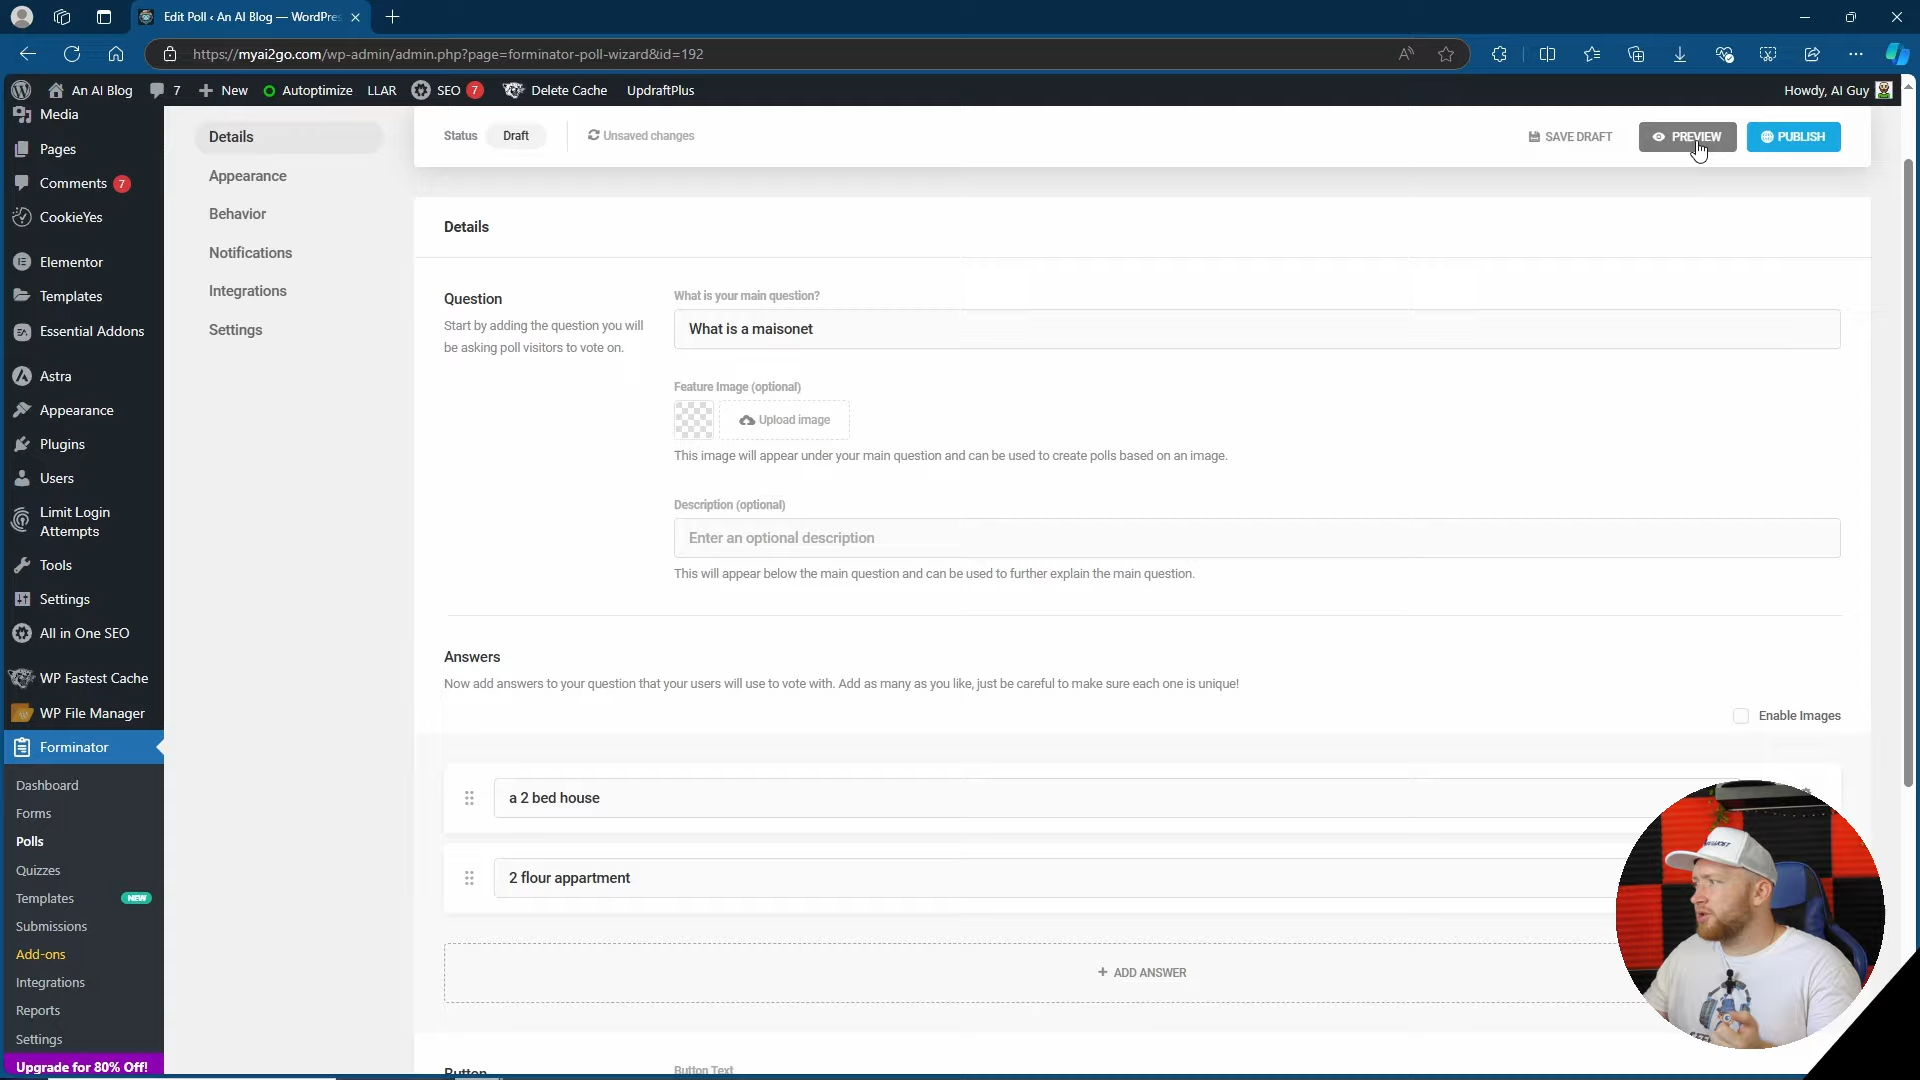 Edit Poll ‹ An AI Blog — WordPre
https://myai2go.com/wp-admin/admin.php?page=forminator-poll-wizard&id=192
An AI Blog
7
New
Autoptimize
LLAR
SEO
7
Delete Cache
UpdraftPlus
Howdy, AI Guy
Media
Pages
Comments 7
CookieYes
Elementor
Templates
Essential Addons
Astra
Appearance
Plugins
Users
Limit Login
Attempts
Tools
Settings
All in One SEO
WP Fastest Cache
WP File Manager
Forminator
Dashboard
Forms
Polls
Quizzes
Templates NEW
Submissions
Add-ons
Integrations
Reports
Settings
Upgrade for 80% Off!
Details
Appearance
Behavior
Notifications
Integrations
Settings
Status Draft Unsaved changes
SAVE DRAFT
PREVIEW
PUBLISH
Details
Question
Start by adding the question you will
be asking poll visitors to vote on.
What is your main question?
What is a maisonet
Feature Image (optional)
Upload image
This image will appear under your main question and can be used to create polls based on an image.
Description (optional)
Enter an optional description
This will appear below the main question and can be used to further explain the main question.
Answers
Now add answers to your question that your users will use to vote with. Add as many as you like, just be careful to make sure each one is unique!
Enable Images
a 2 bed house
2 flour appartment
+ ADD ANSWER
Button
Button Text